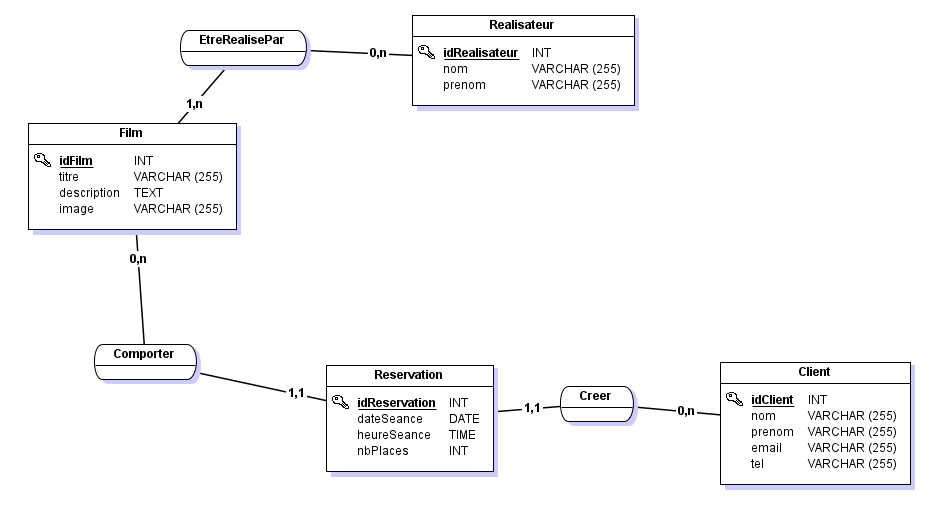 EtreRealisePar
Realisateur
idRealisateur INT
nom VARCHAR (255)
prenom VARCHAR (255)
0,n
1,n
Film
idFilm INT
titre VARCHAR (255)
description TEXT
image VARCHAR (255)
0,n
Comporter
1,1
Reservation
idReservation INT
dateSeance DATE
heureSeance TIME
nbPlaces INT
1,1
Creer
0,n
Client
idClient INT
nom VARCHAR (255)
prenom VARCHAR (255)
email VARCHAR (255)
tel VARCHAR (255)